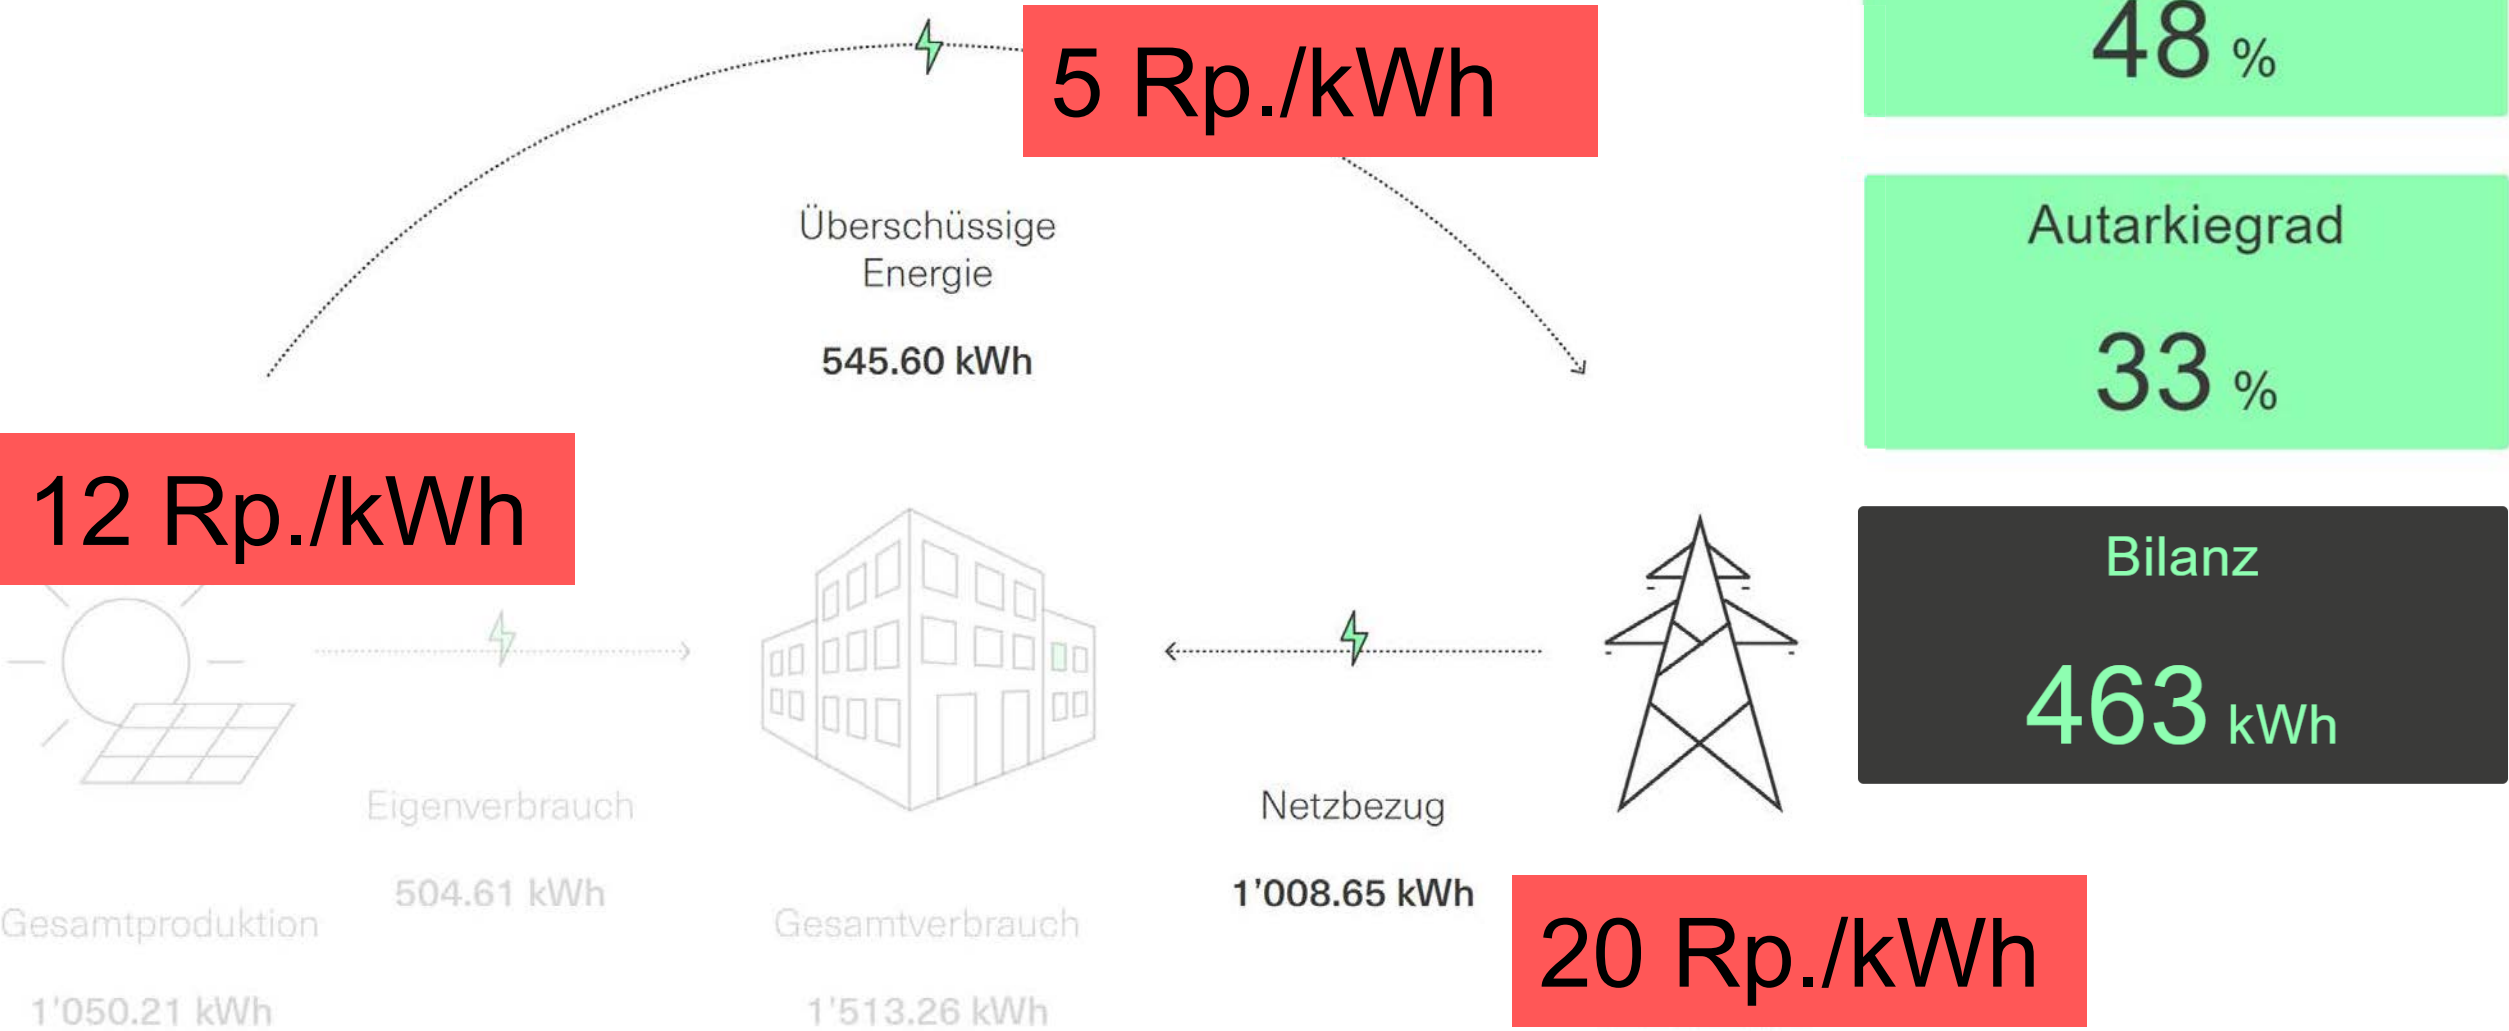 5 Rp./kWh
48 %
Überschüssige
Energie
545.60 kWh
Autarkiegrad
33 %
12 Rp./kWh
Bilanz
463 kWh
Eigenverbrauch
504.61 kWh
Netzbezug
1'008.65 kWh
Gesamtproduktion
1'050.21 kWh
Gesamtverbrauch
1'513.26 kWh
20 Rp./kWh